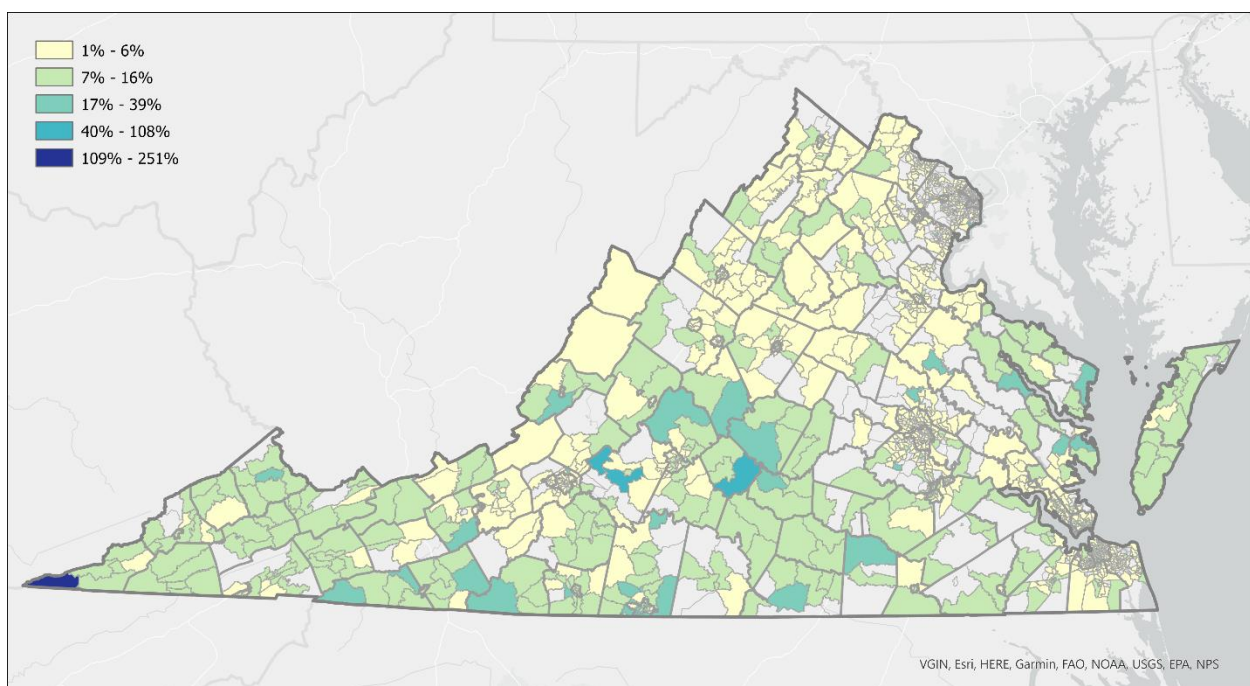 1% - 6%
7% - 16%
17% - 39%
40% - 108%
109% - 251%
VGIN, Esri, HERE, Garmin, FAO, NOAA, USGS, EPA, NPS